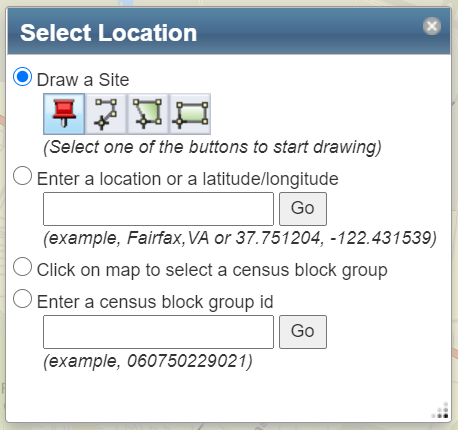 Select Location
Draw a Site
(Select one of the buttons to start drawing)
Enter a location or a latitude/longitude
Go
(example, Fairfax,VA or 37.751204, -122.431539)
Click on map to select a census block group
Enter a census block group id
Go
(example, 060750229021)